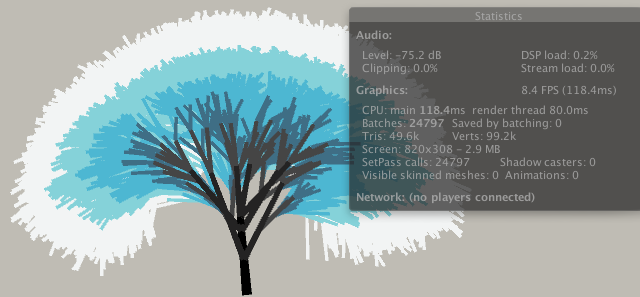 Statistics
Audio:
Level: -75.2 dB DSP load: 0.2%
Clipping: 0.0% Stream load: 0.0%
Graphics: 8.4 FPS (118.4ms)
CPU: main 118.4ms render thread 80.0ms
Batches: 24797 Saved by batching: 0
Tris: 49.6k Verts: 99.2k
Screen: 820x308 - 2.9 MB
SetPass calls: 24797 Shadow casters: 0
Visible skinned meshes: 0 Animations: 0
Network: (no players connected)